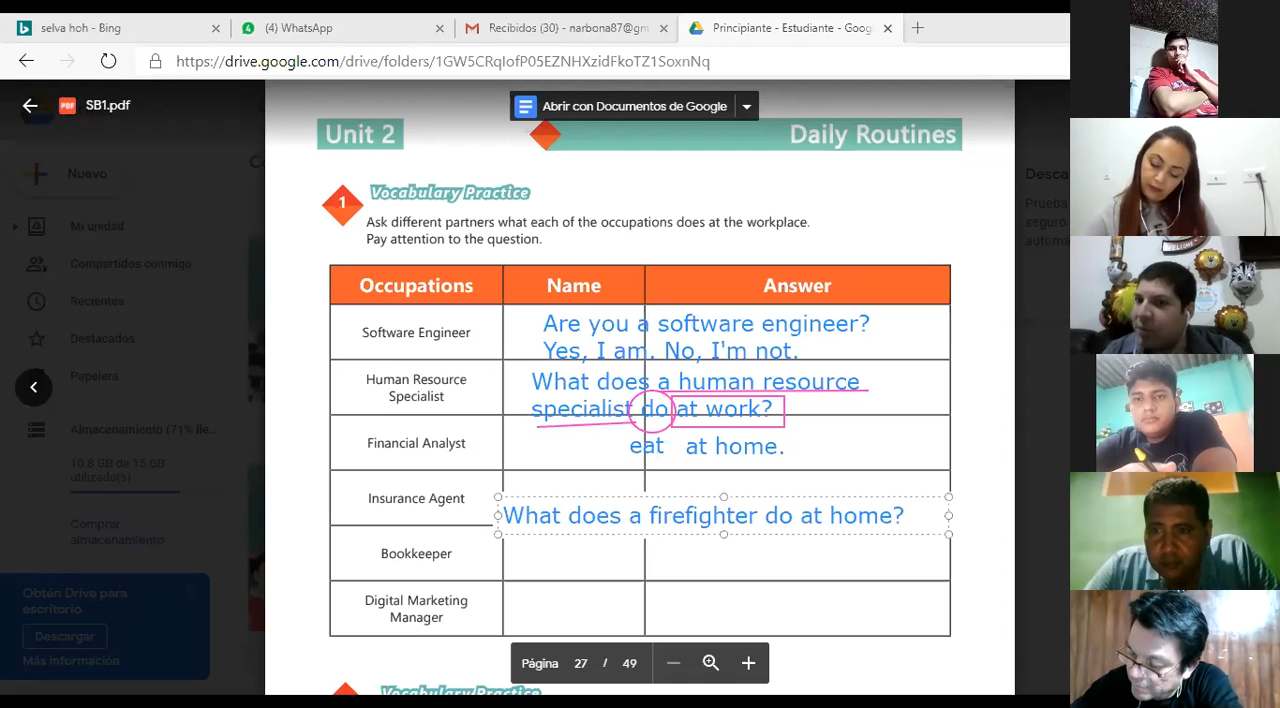 selva hoh - Bing
(4) WhatsApp
Recibidos (30) - narbona87@gm
Principiante - Estudiante - Goog
https://drive.google.com/drive/folders/1GW5CRqIofP05EZNHXzidFkoTZ1SoxnNq
SB1.pdf
Abrir con Documentos de Google
Nuevo
Mi unidad
Compartidos conmigo
Recientes
Destacados
Papelera
Almacenamiento (71% lle...
10.8 GB de 15 GB
utilizado(s)
Comprar
almacenamiento
Obtén Drive para
escritorio
Descargar
Más información
Unit 2
Daily Routines
1
Vocabulary Practice
Ask different partners what each of the occupations does at the workplace.
Pay attention to the question.
Occupations Name Answer
Software Engineer
Are you a software engineer?
Yes, I am. No, I'm not.
Human Resource
Specialist
What does a human resource
specialist do at work?
Financial Analyst
eat at home.
Insurance Agent
What does a firefighter do at home?
Bookkeeper
Digital Marketing
Manager
Página 27 / 49
Vocabulary Practice
Descar
Prueba
seguro
automa